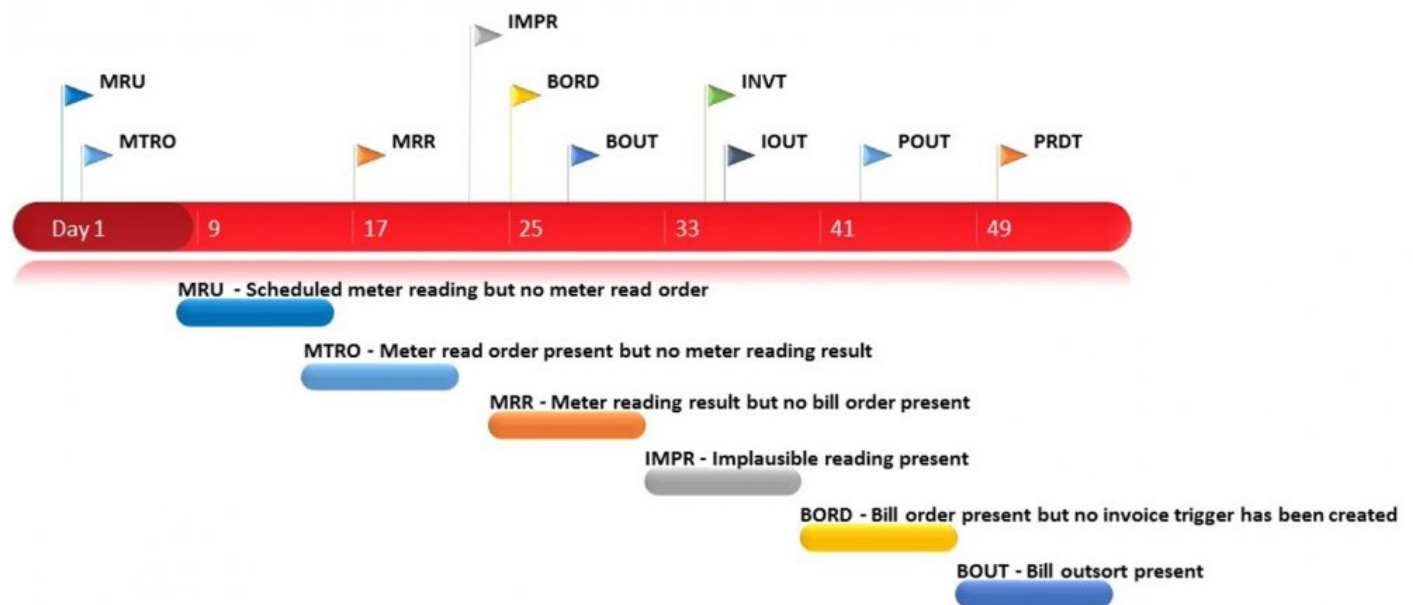 IMPR
MRU
BORD
INVT
MTRO
MRR
BOUT
IOUT
POUT
PRDT
Day 1
9
17
25
33
41
49
MRU - Scheduled meter reading but no meter read order
MTRO - Meter read order present but no meter reading result
MRR - Meter reading result but no bill order present
IMPR - Implausible reading present
BORD - Bill order present but no invoice trigger has been created
BOUT - Bill outsort present